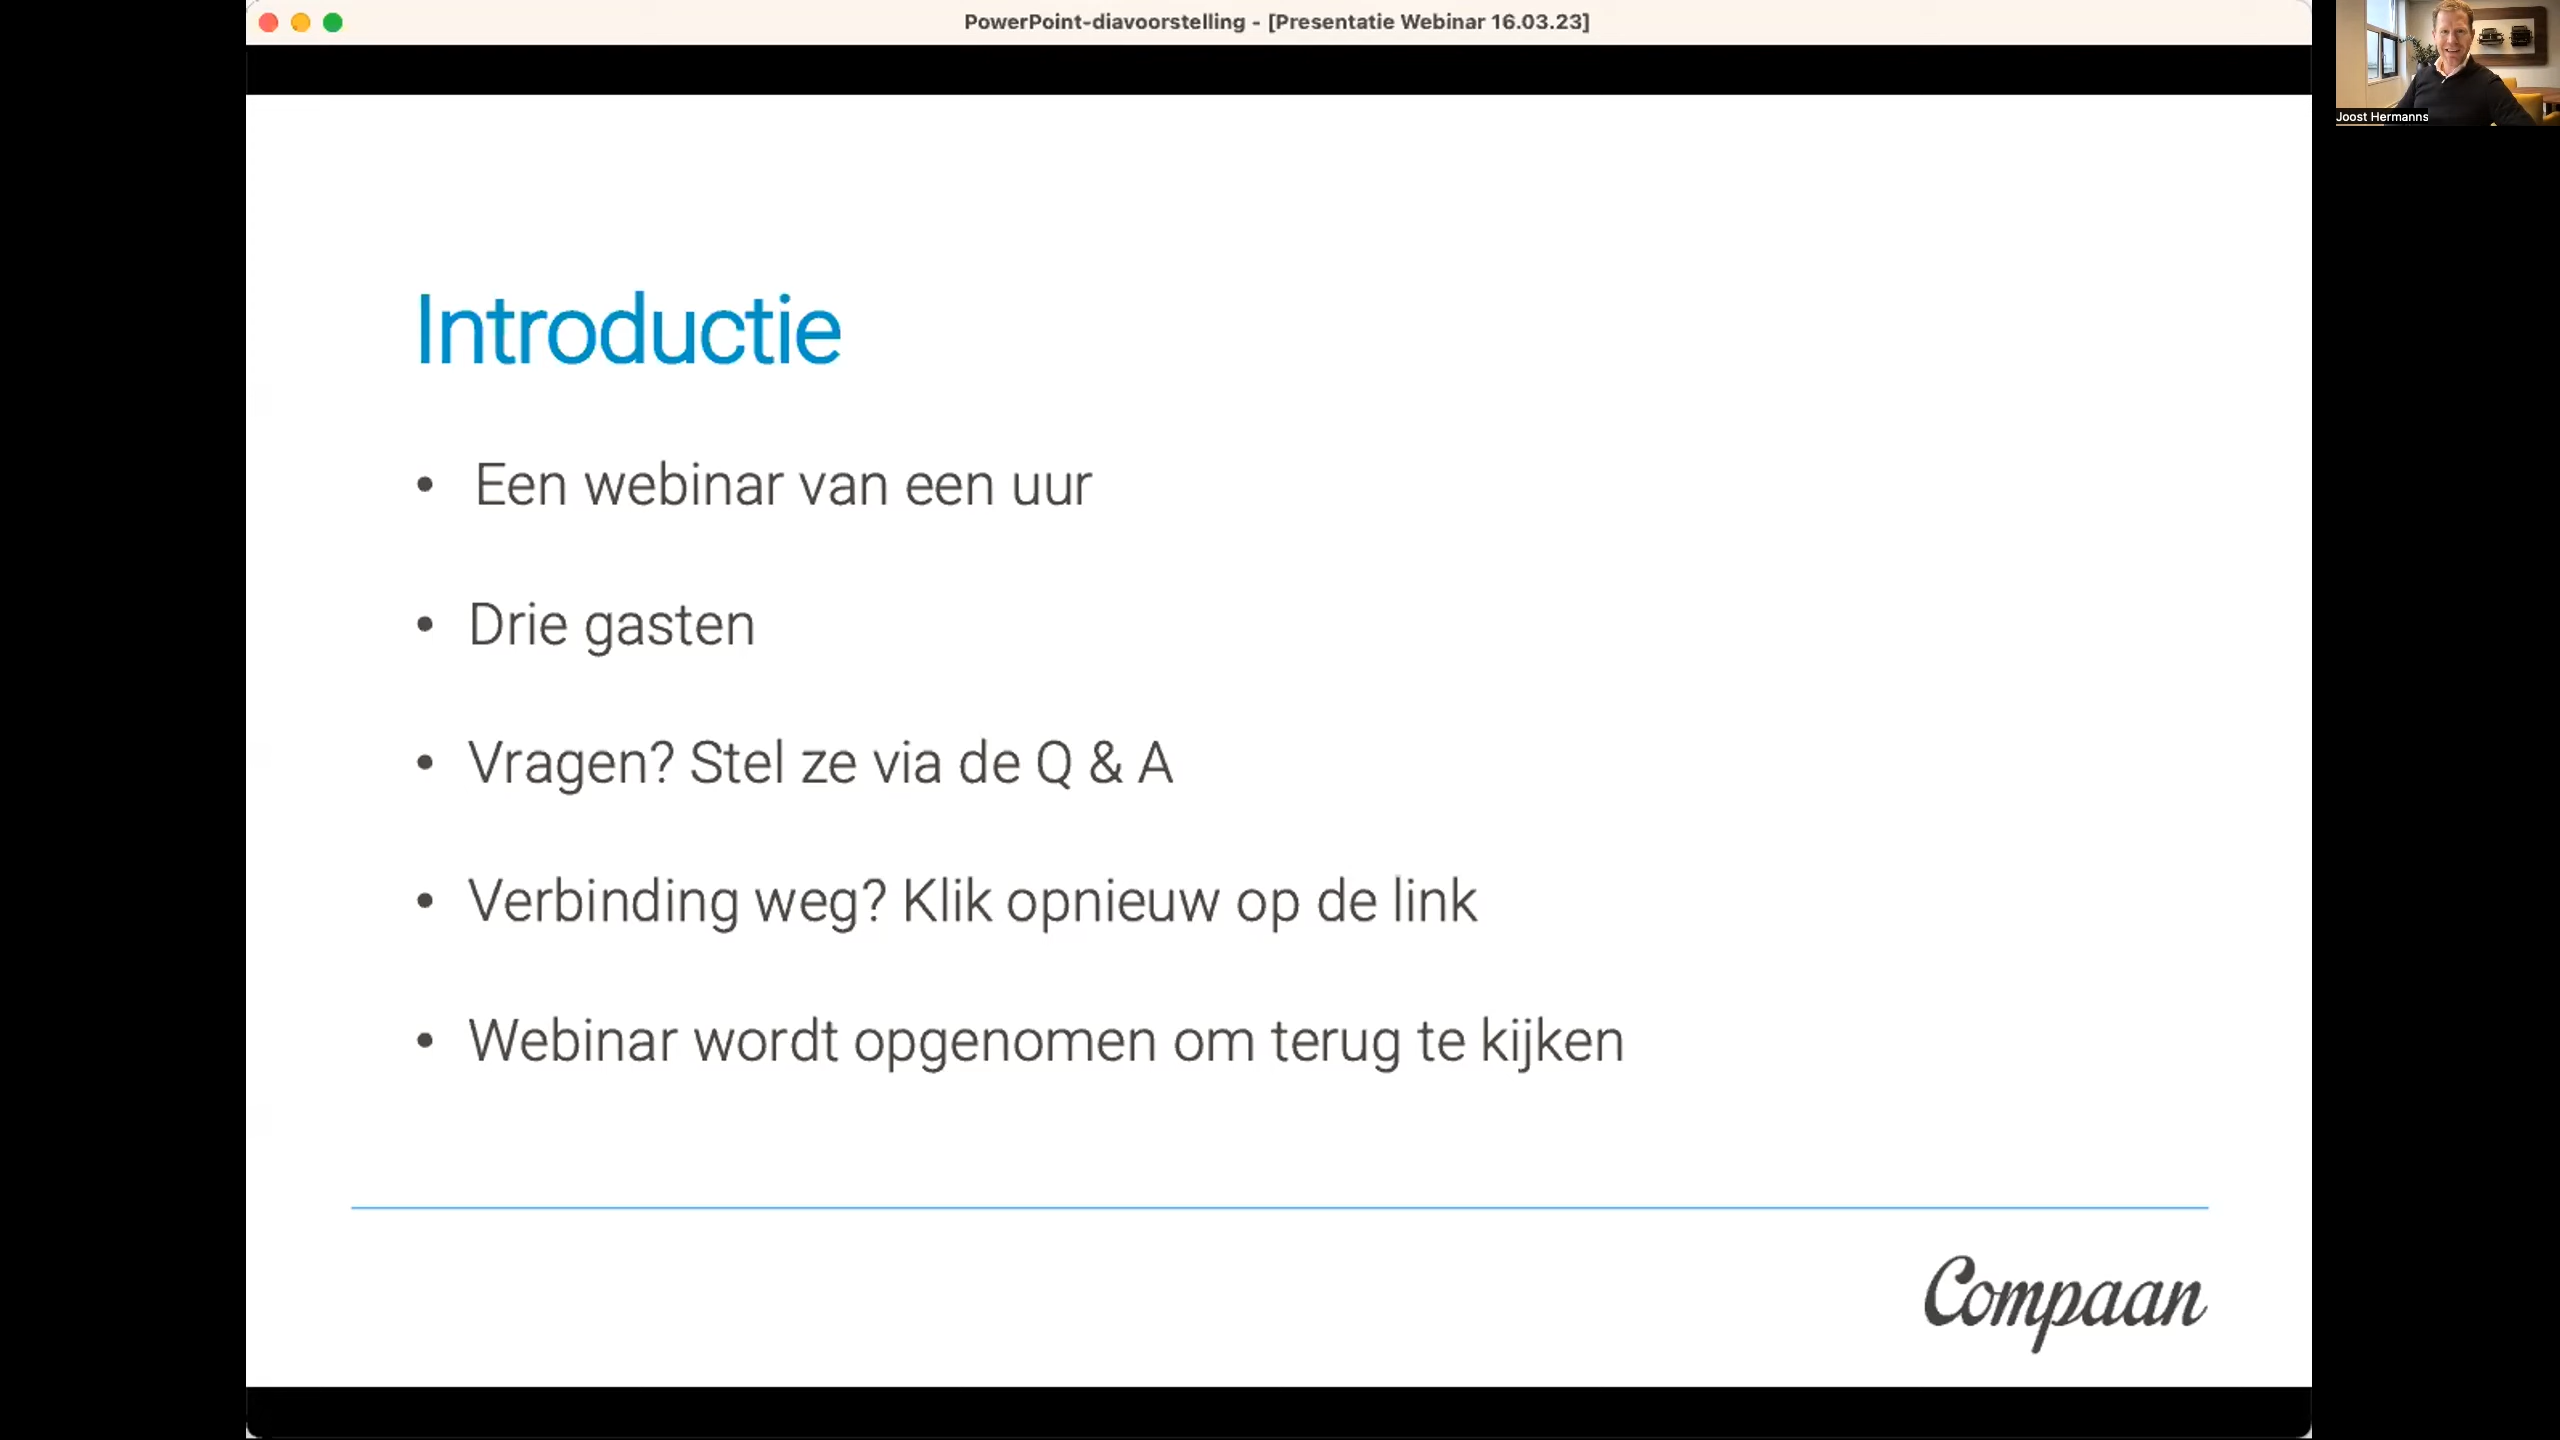 PowerPoint-diavoorstelling - [Presentatie Webinar 16.03.23]
Joost Hermanns
Introductie
• Een webinar van een uur
• Drie gasten
• Vragen? Stel ze via de Q & A
• Verbinding weg? Klik opnieuw op de link
• Webinar wordt opgenomen om terug te kijken
Compaan